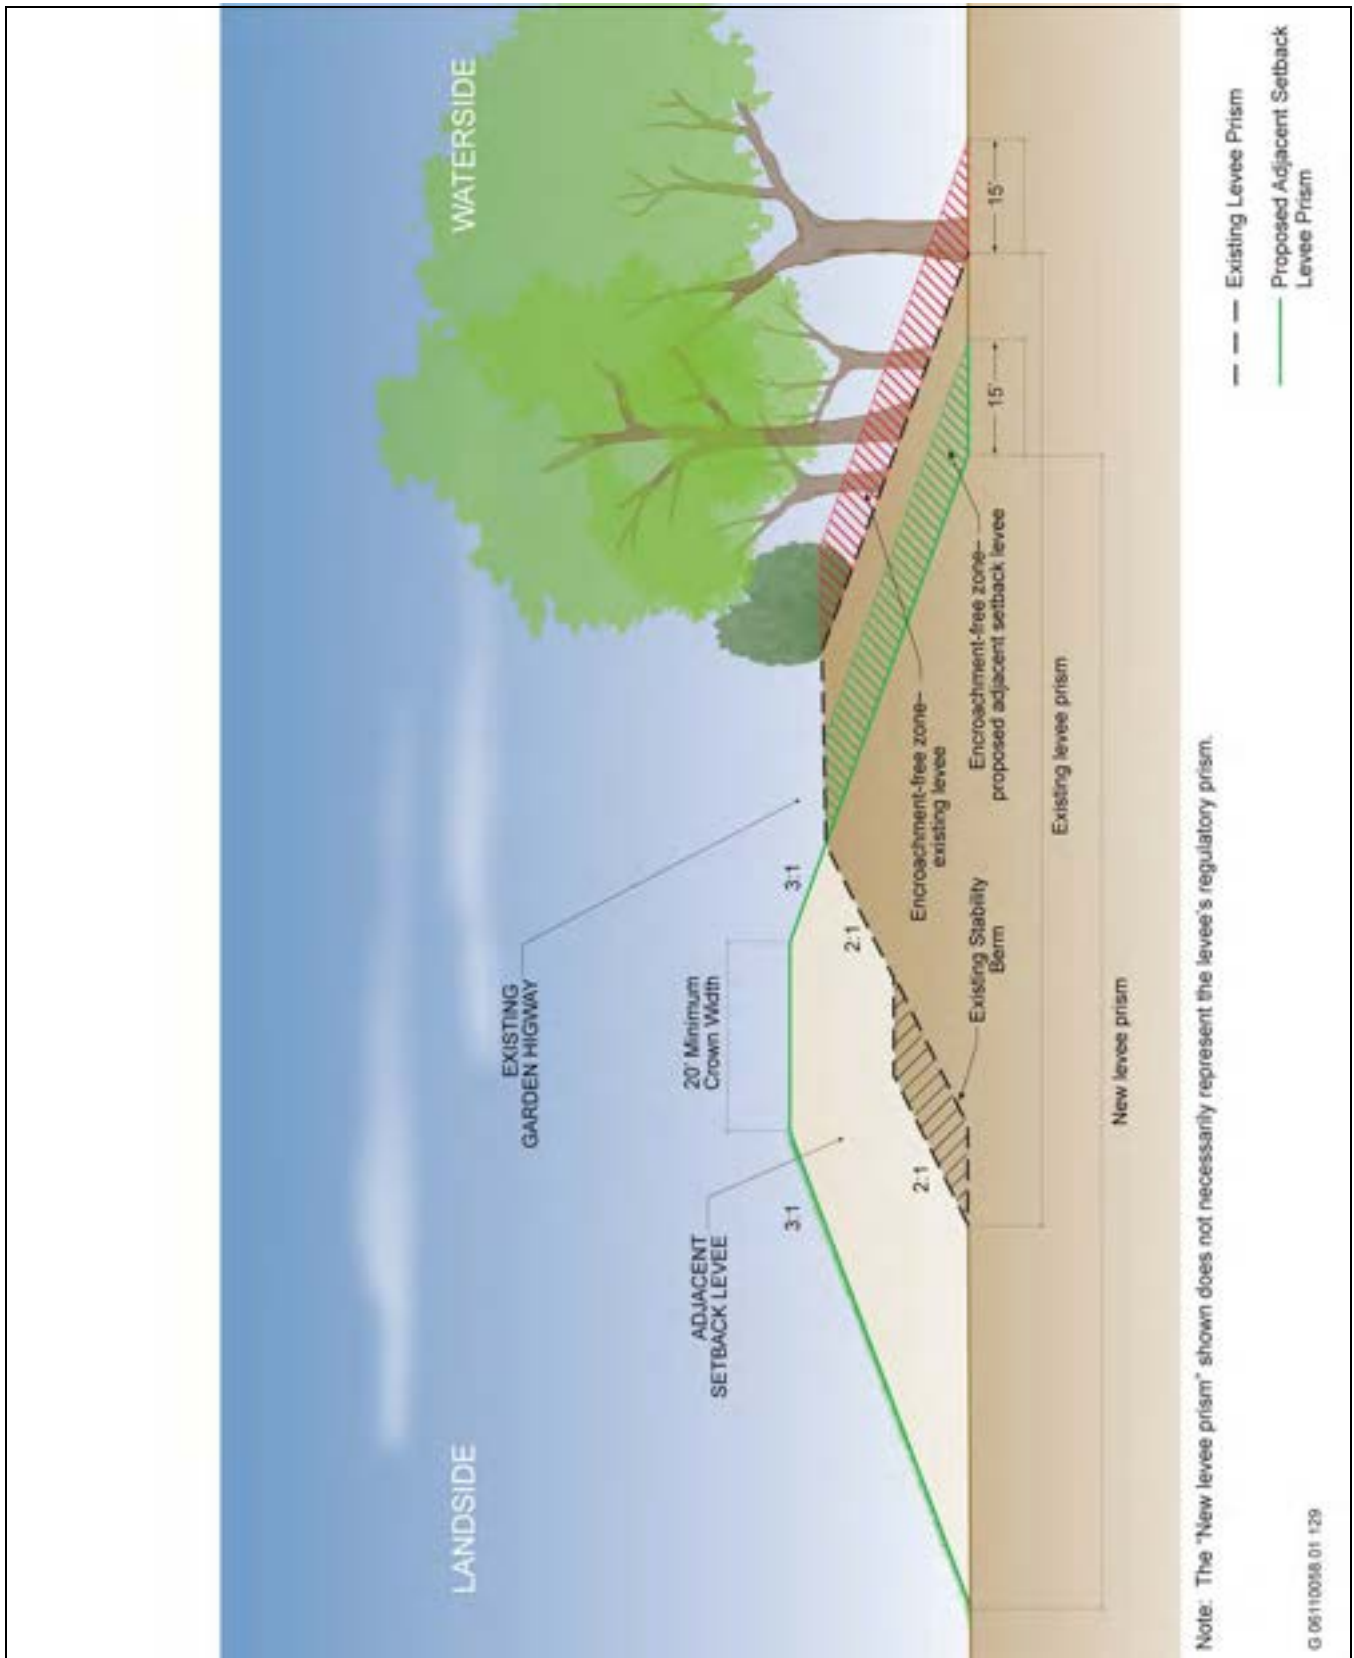 LANDSIDE
WATERSIDE
EXISTING
GARDEN HIGWAY
ADJACENT
SETBACK LEVEE
20' Minimum
Crown Width
3:1
3:1
2:1
2:1
Encroachment-free zone–
existing levee
Existing Stability
Berm
Encroachment-free zone–
proposed adjacent setback levee
15'
15'
Existing levee prism
New levee prism
Note: The "New levee prism" shown does not necessarily represent the levee's regulatory prism.
Existing Levee Prism
Proposed Adjacent Setback
Levee Prism
G 06110058.01 129